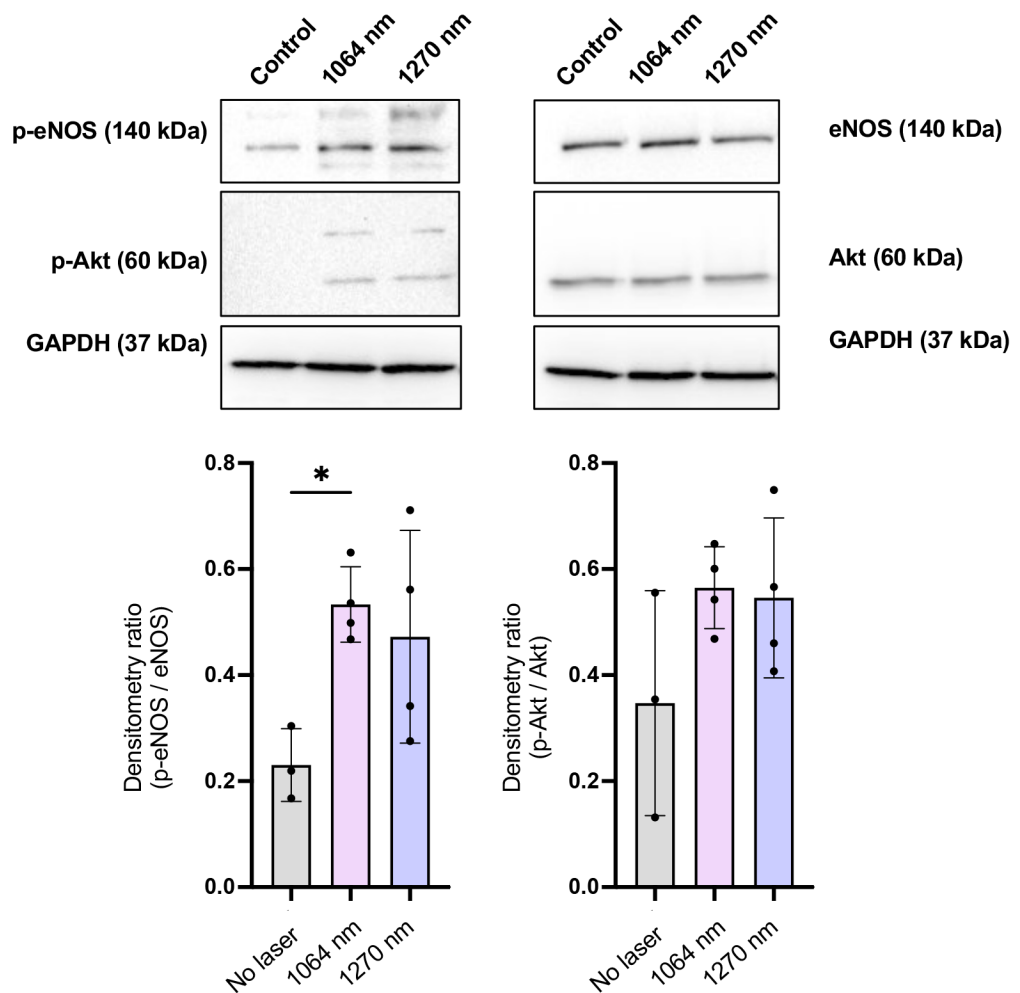 Control 1064 nm 1270 nm
Control 1064 nm 1270 nm
p-eNOS (140 kDa)
eNOS (140 kDa)
p-Akt (60 kDa)
Akt (60 kDa)
GAPDH (37 kDa)
GAPDH (37 kDa)
Densitometry ratio
(p-eNOS / eNOS)
0.8
0.6
0.4
0.2
0.0
*
No laser
1064 nm
1270 nm
Densitometry ratio
(p-Akt / Akt)
0.8
0.6
0.4
0.2
0.0
No laser
1064 nm
1270 nm